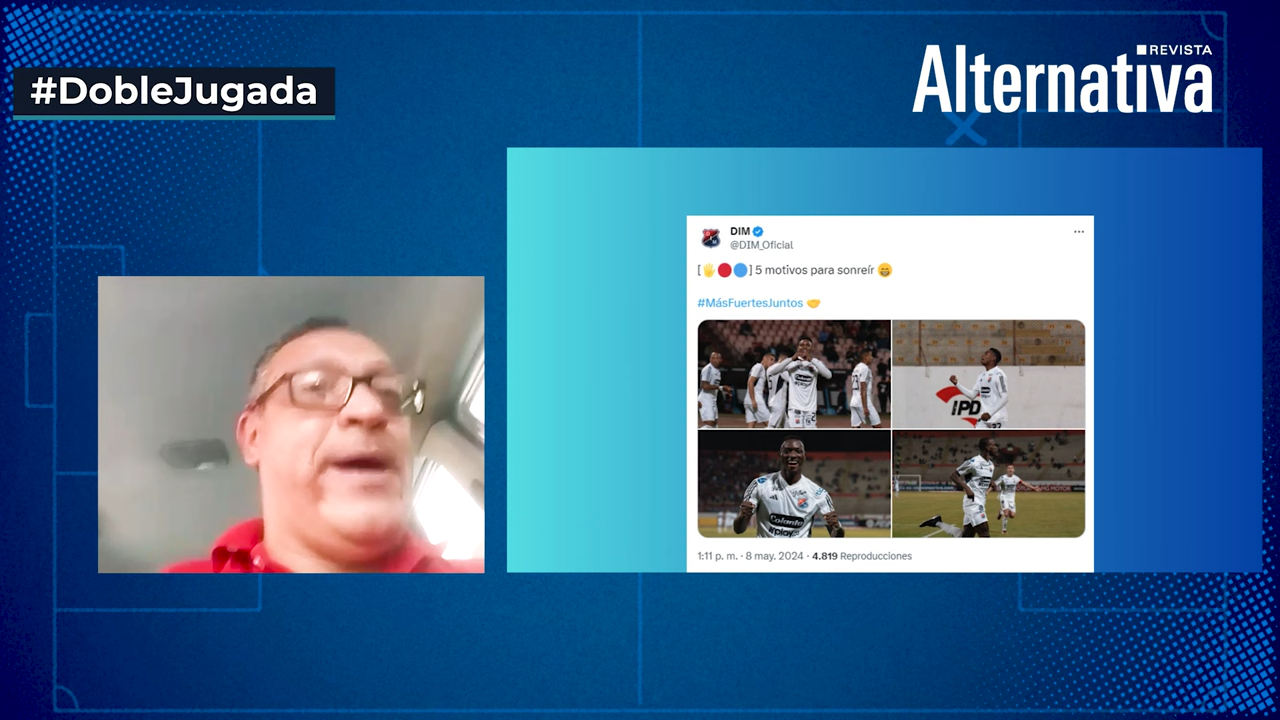 #DobleJugada
REVISTA
Alternativa
DIM
@DIM_Oficial
[🖐️🔴🔵] 5 motivos para sonreír 😁
#MásFuertesJuntos 🤝
IPD
Colanta
1:11 p. m. · 8 may. 2024 · 4.819 Reproducciones